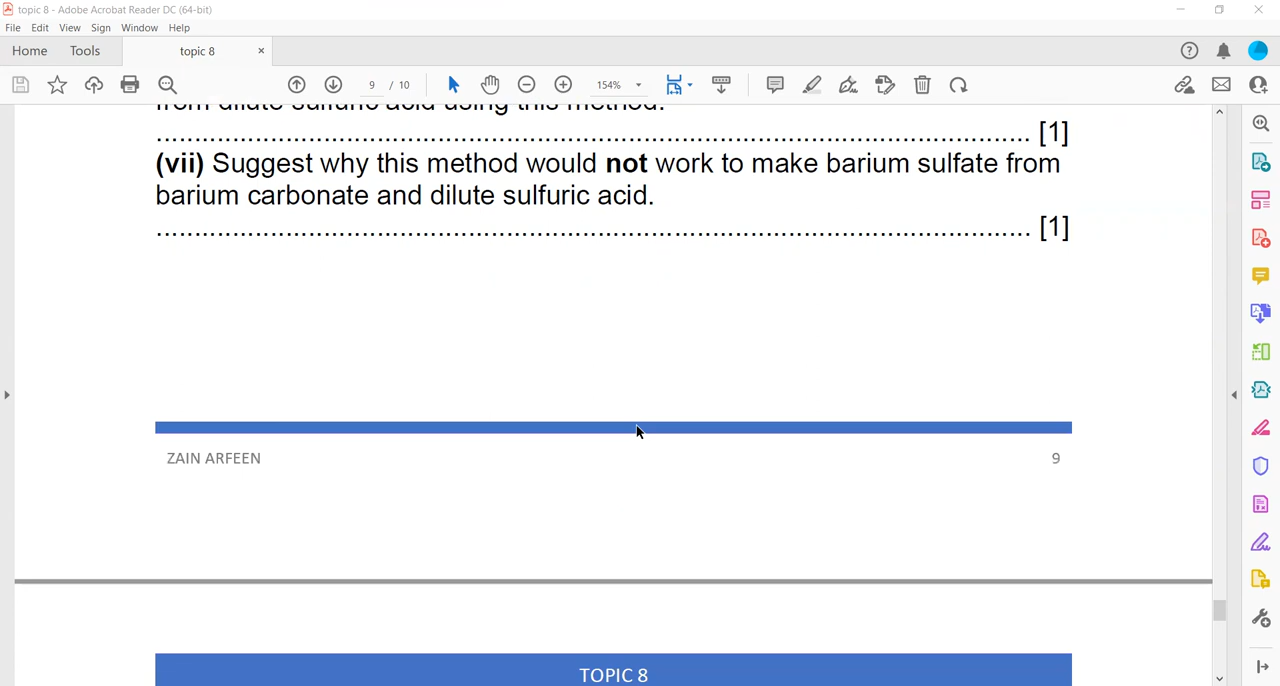 topic 8 - Adobe Acrobat Reader DC (64-bit)
File Edit View Sign Window Help
Home Tools topic 8 ×
9 / 10 154%
from dilute sulfuric acid using this method.
.......................................................................................................... [1]
(vii) Suggest why this method would not work to make barium sulfate from
barium carbonate and dilute sulfuric acid.
.......................................................................................................... [1]
ZAIN ARFEEN 9
TOPIC 8